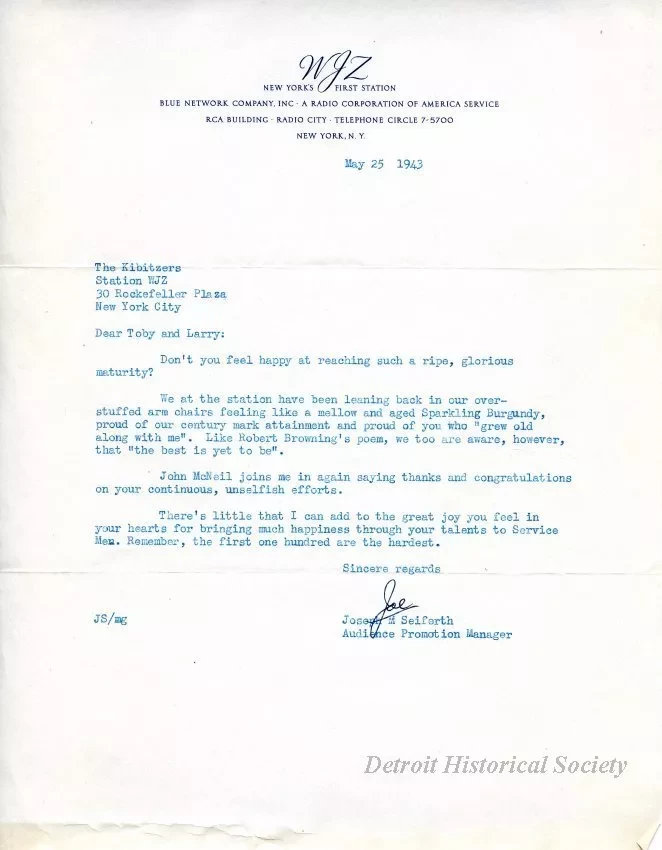 WJZ
NEW YORK'S FIRST STATION
BLUE NETWORK COMPANY, INC · A RADIO CORPORATION OF AMERICA SERVICE
RCA BUILDING · RADIO CITY · TELEPHONE CIRCLE 7-5700
NEW YORK, N. Y.
May 25 1943
The Kibitzers
Station WJZ
30 Rockefeller Plaza
New York City
Dear Toby and Larry:
Don't you feel happy at reaching such a ripe, glorious
maturity?
We at the station have been leaning back in our over-
stuffed arm chairs feeling like a mellow and aged Sparkling Burgundy,
proud of our century mark attainment and proud of you who "grew old
along with me". Like Robert Browning's poem, we too are aware, however,
that "the best is yet to be".
John McNeil joins me in again saying thanks and congratulations
on your continuous, unselfish efforts.
There's little that I can add to the great joy you feel in
your hearts for bringing much happiness through your talents to Service
Men. Remember, the first one hundred are the hardest.
Sincere regards
Joe
JS/mg
Joseph M Seiferth
Audience Promotion Manager
Detroit Historical Society